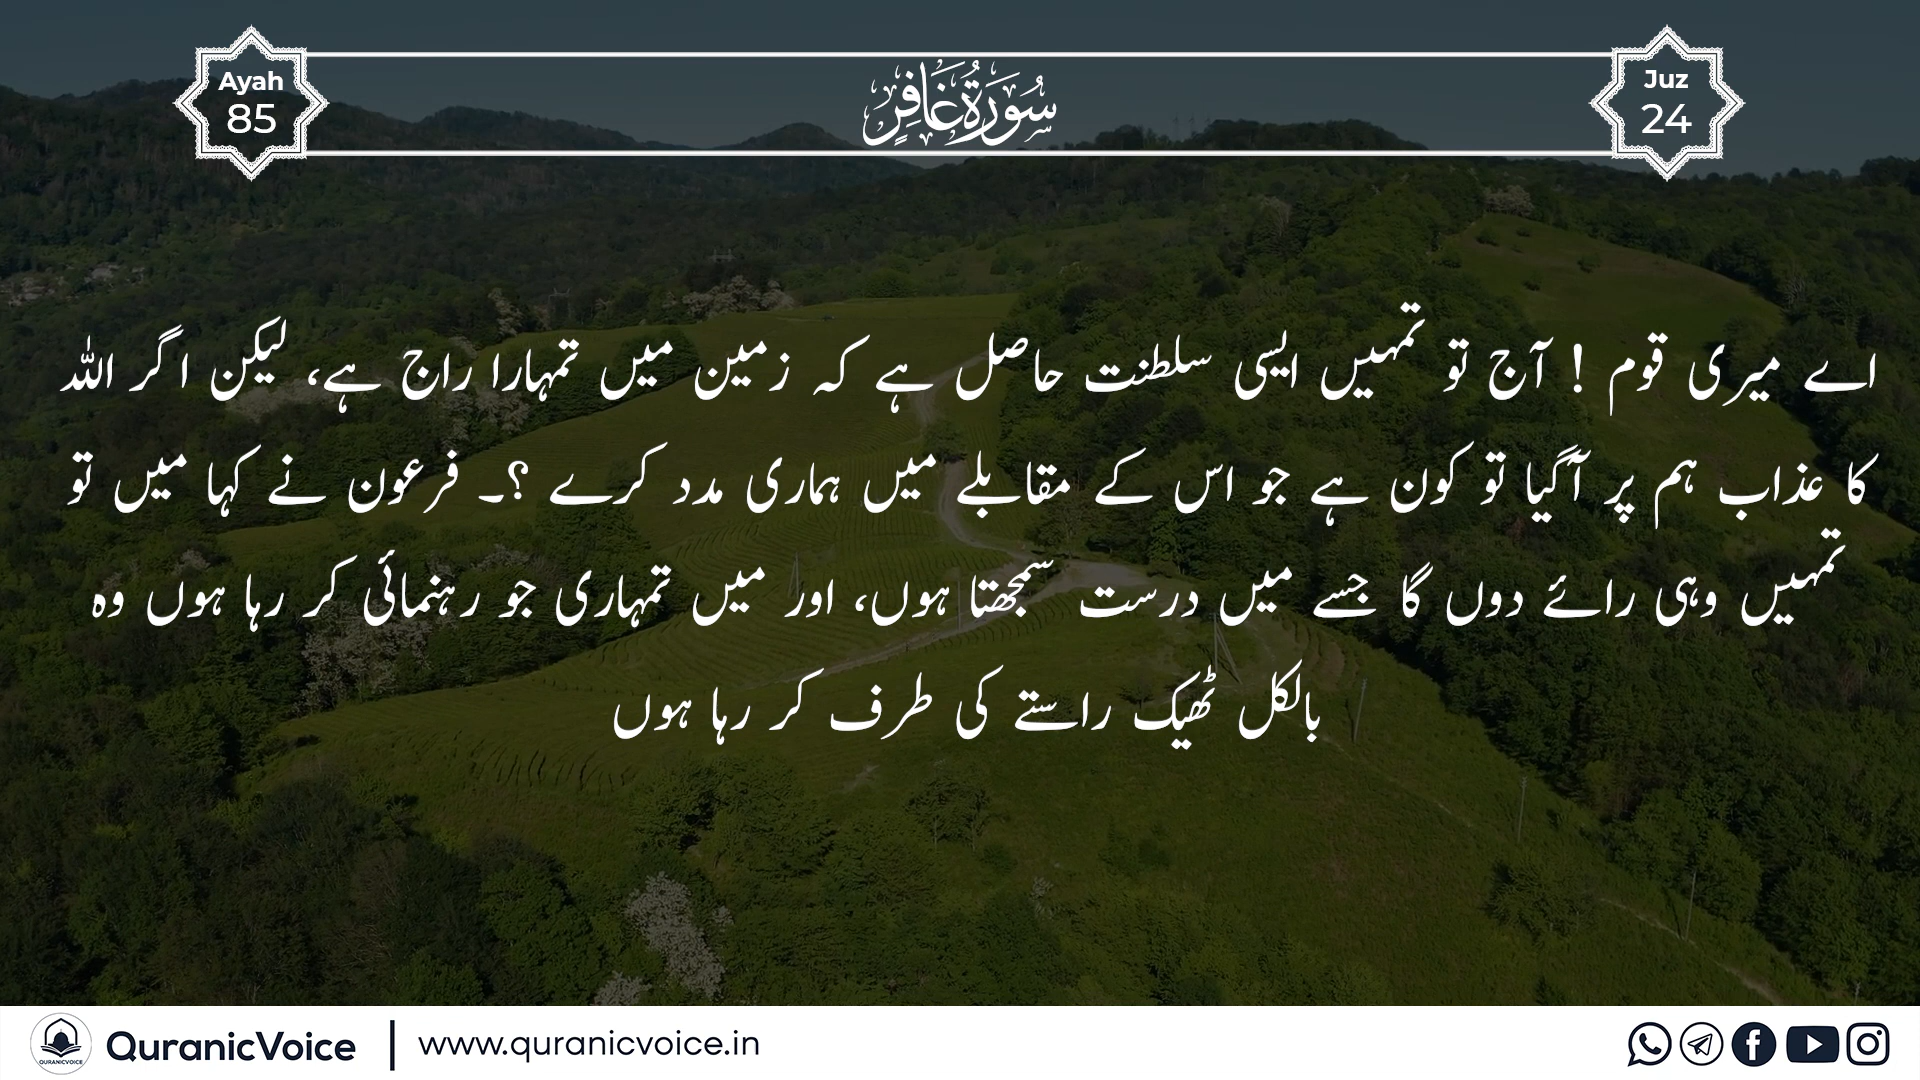 Ayah
85
سُورَةُ غَافِرٍ
Juz
24
اے میری قوم ! آج تو تمہیں ایسی سلطنت حاصل ہے کہ زمین میں تمہارا راج ہے، لیکن اگر اللہ
کا عذاب ہم پر آگیا تو کون ہے جو اس کے مقابلے میں ہماری مدد کرے ؟۔ فرعون نے کہا میں تو
تمہیں وہی رائے دوں گا جسے میں درست سمجھتا ہوں، اور میں تمہاری جو رہنمائی کر رہا ہوں وہ
بالکل ٹھیک راستے کی طرف کر رہا ہوں
QURANICVOICE
QuranicVoice | www.quranicvoice.in